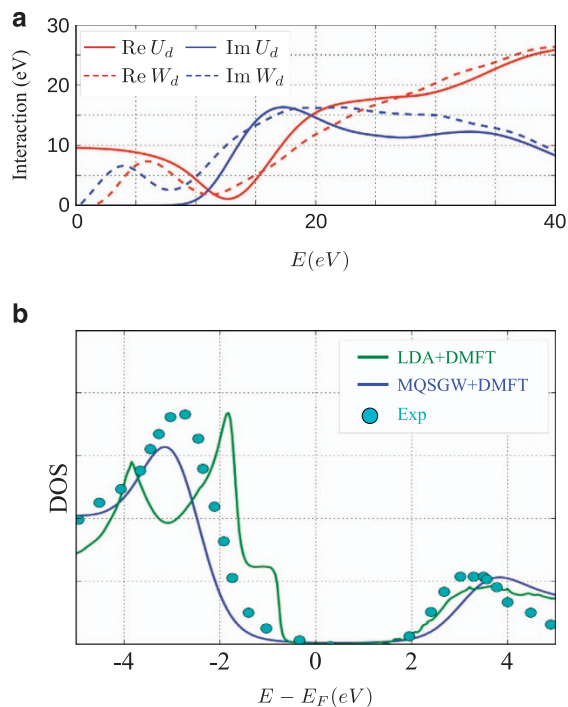 a
Interaction (eV)
30
20
10
0
Re U_d Im U_d
Re W_d Im W_d
0 20 40
E(eV)
b
DOS
LDA+DMFT
MQSGW+DMFT
Exp
-4 -2 0 2 4
E − E_F(eV)